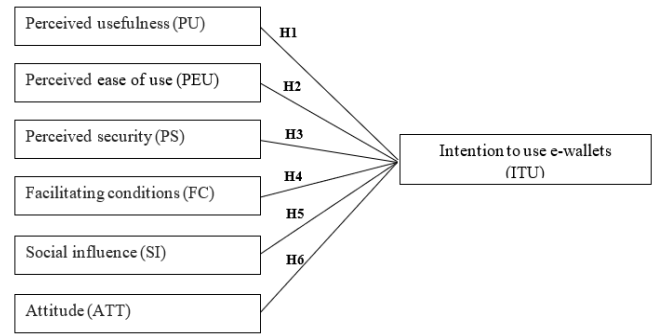 Perceived usefulness (PU)
H1
Perceived ease of use (PEU)
H2
Perceived security (PS)
H3
Facilitating conditions (FC)
H4
Social influence (SI)
H5
Attitude (ATT)
H6
Intention to use e-wallets
(ITU)